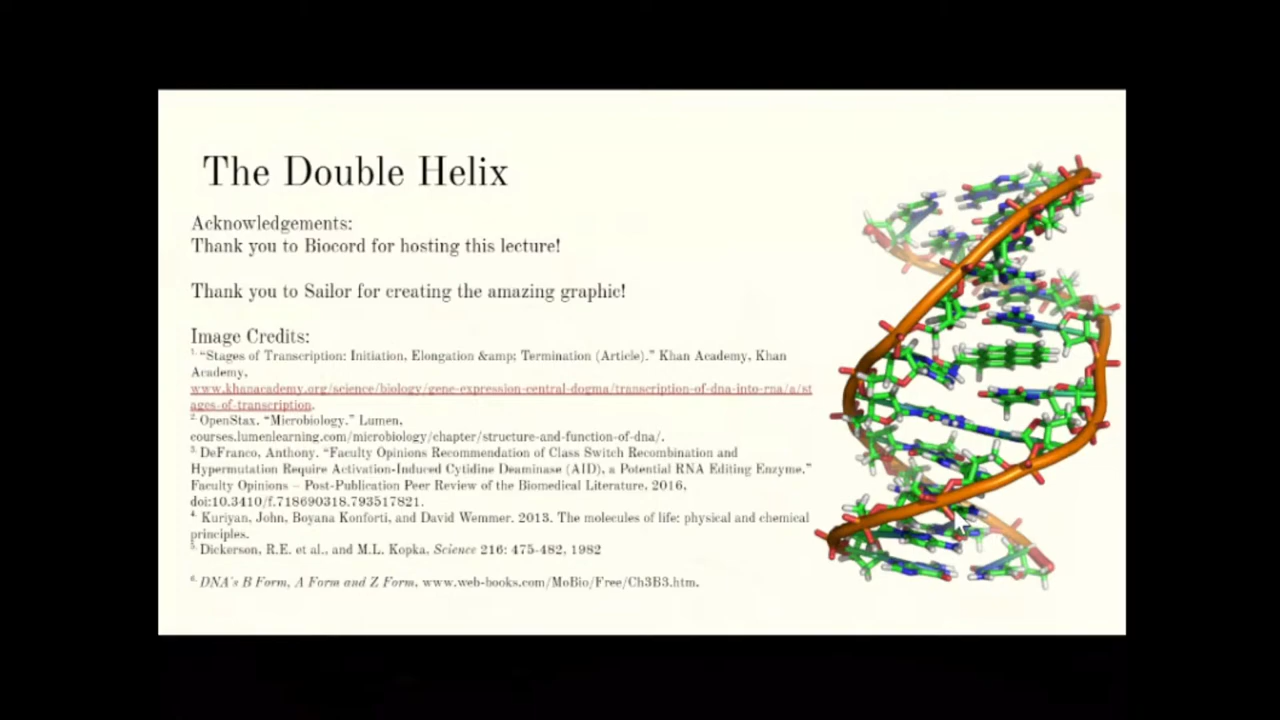 The Double Helix
Acknowledgements:
Thank you to Biocord for hosting this lecture!
Thank you to Sailor for creating the amazing graphic!
Image Credits:
1. “Stages of Transcription: Initiation, Elongation &amp; Termination (Article).” Khan Academy, Khan
Academy,
www.khanacademy.org/science/biology/gene-expression-central-dogma/transcription-of-dna-into-rna/a/st
ages-of-transcription.
2. OpenStax. “Microbiology.” Lumen,
courses.lumenlearning.com/microbiology/chapter/structure-and-function-of-dna/.
3. DeFranco, Anthony. “Faculty Opinions Recommendation of Class Switch Recombination and
Hypermutation Require Activation-Induced Cytidine Deaminase (AID), a Potential RNA Editing Enzyme.”
Faculty Opinions – Post-Publication Peer Review of the Biomedical Literature, 2016,
doi:10.3410/f.718690318.793517821.
4. Kuriyan, John, Boyana Konforti, and David Wemmer. 2013. The molecules of life: physical and chemical
principles.
5. Dickerson, R.E. et al., and M.L. Kopka, Science 216: 475-482, 1982
6. DNA's B Form, A Form and Z Form, www.web-books.com/MoBio/Free/Ch3B3.htm.